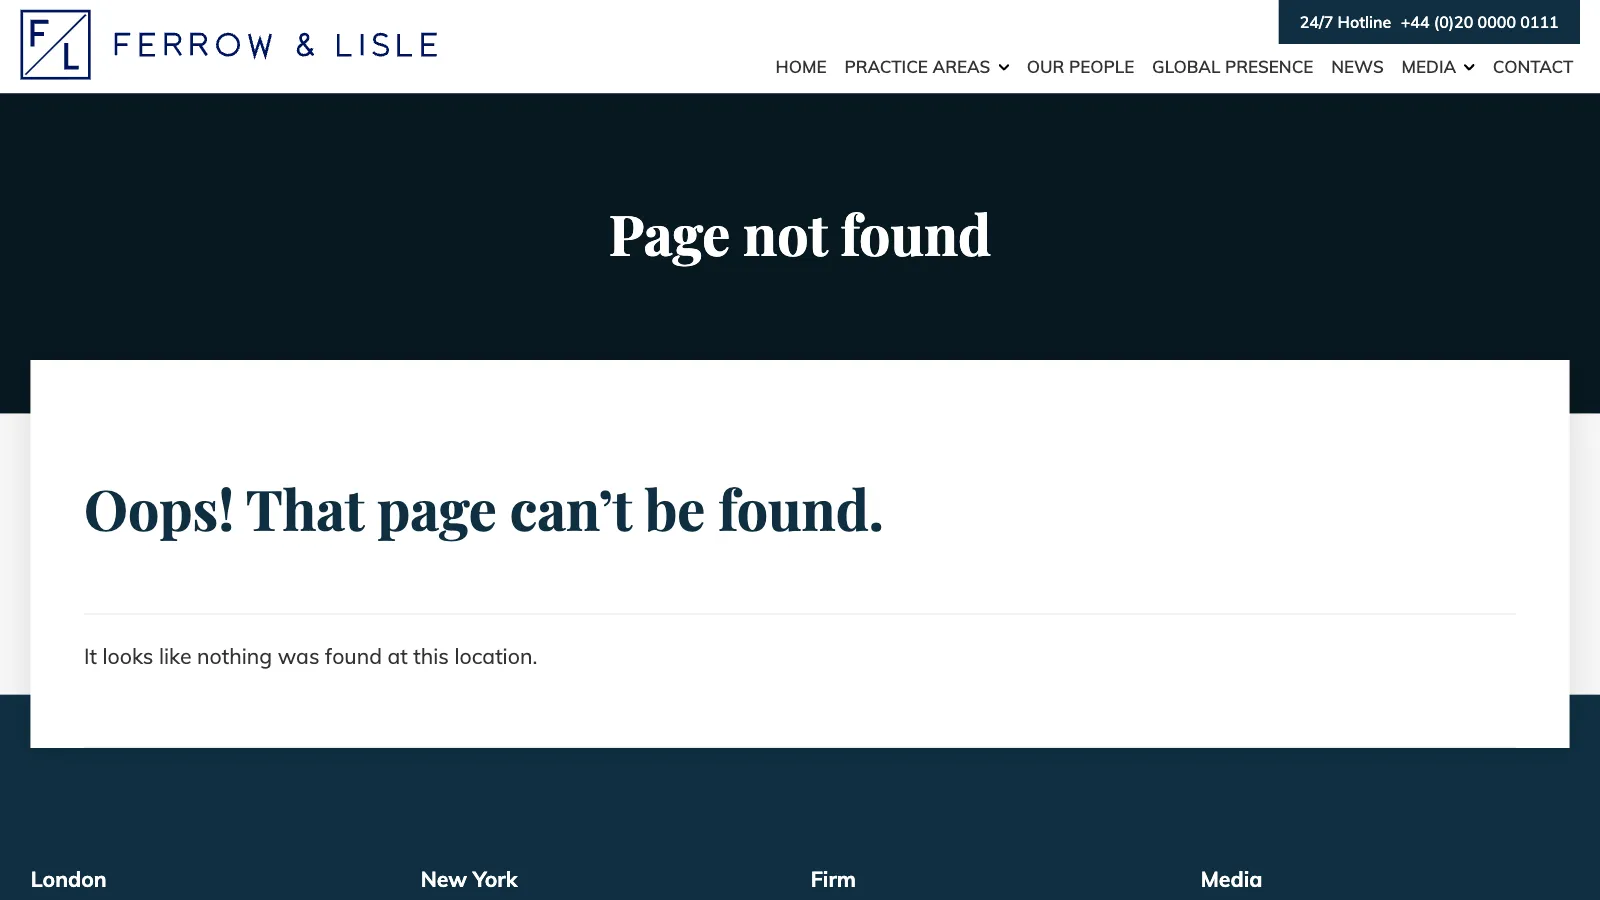 F L FERROW & LISLE
24/7 Hotline +44 (0)20 0000 0111
HOME PRACTICE AREAS OUR PEOPLE GLOBAL PRESENCE NEWS MEDIA CONTACT
Page not found
Oops! That page can’t be found.
It looks like nothing was found at this location.
London New York Firm Media